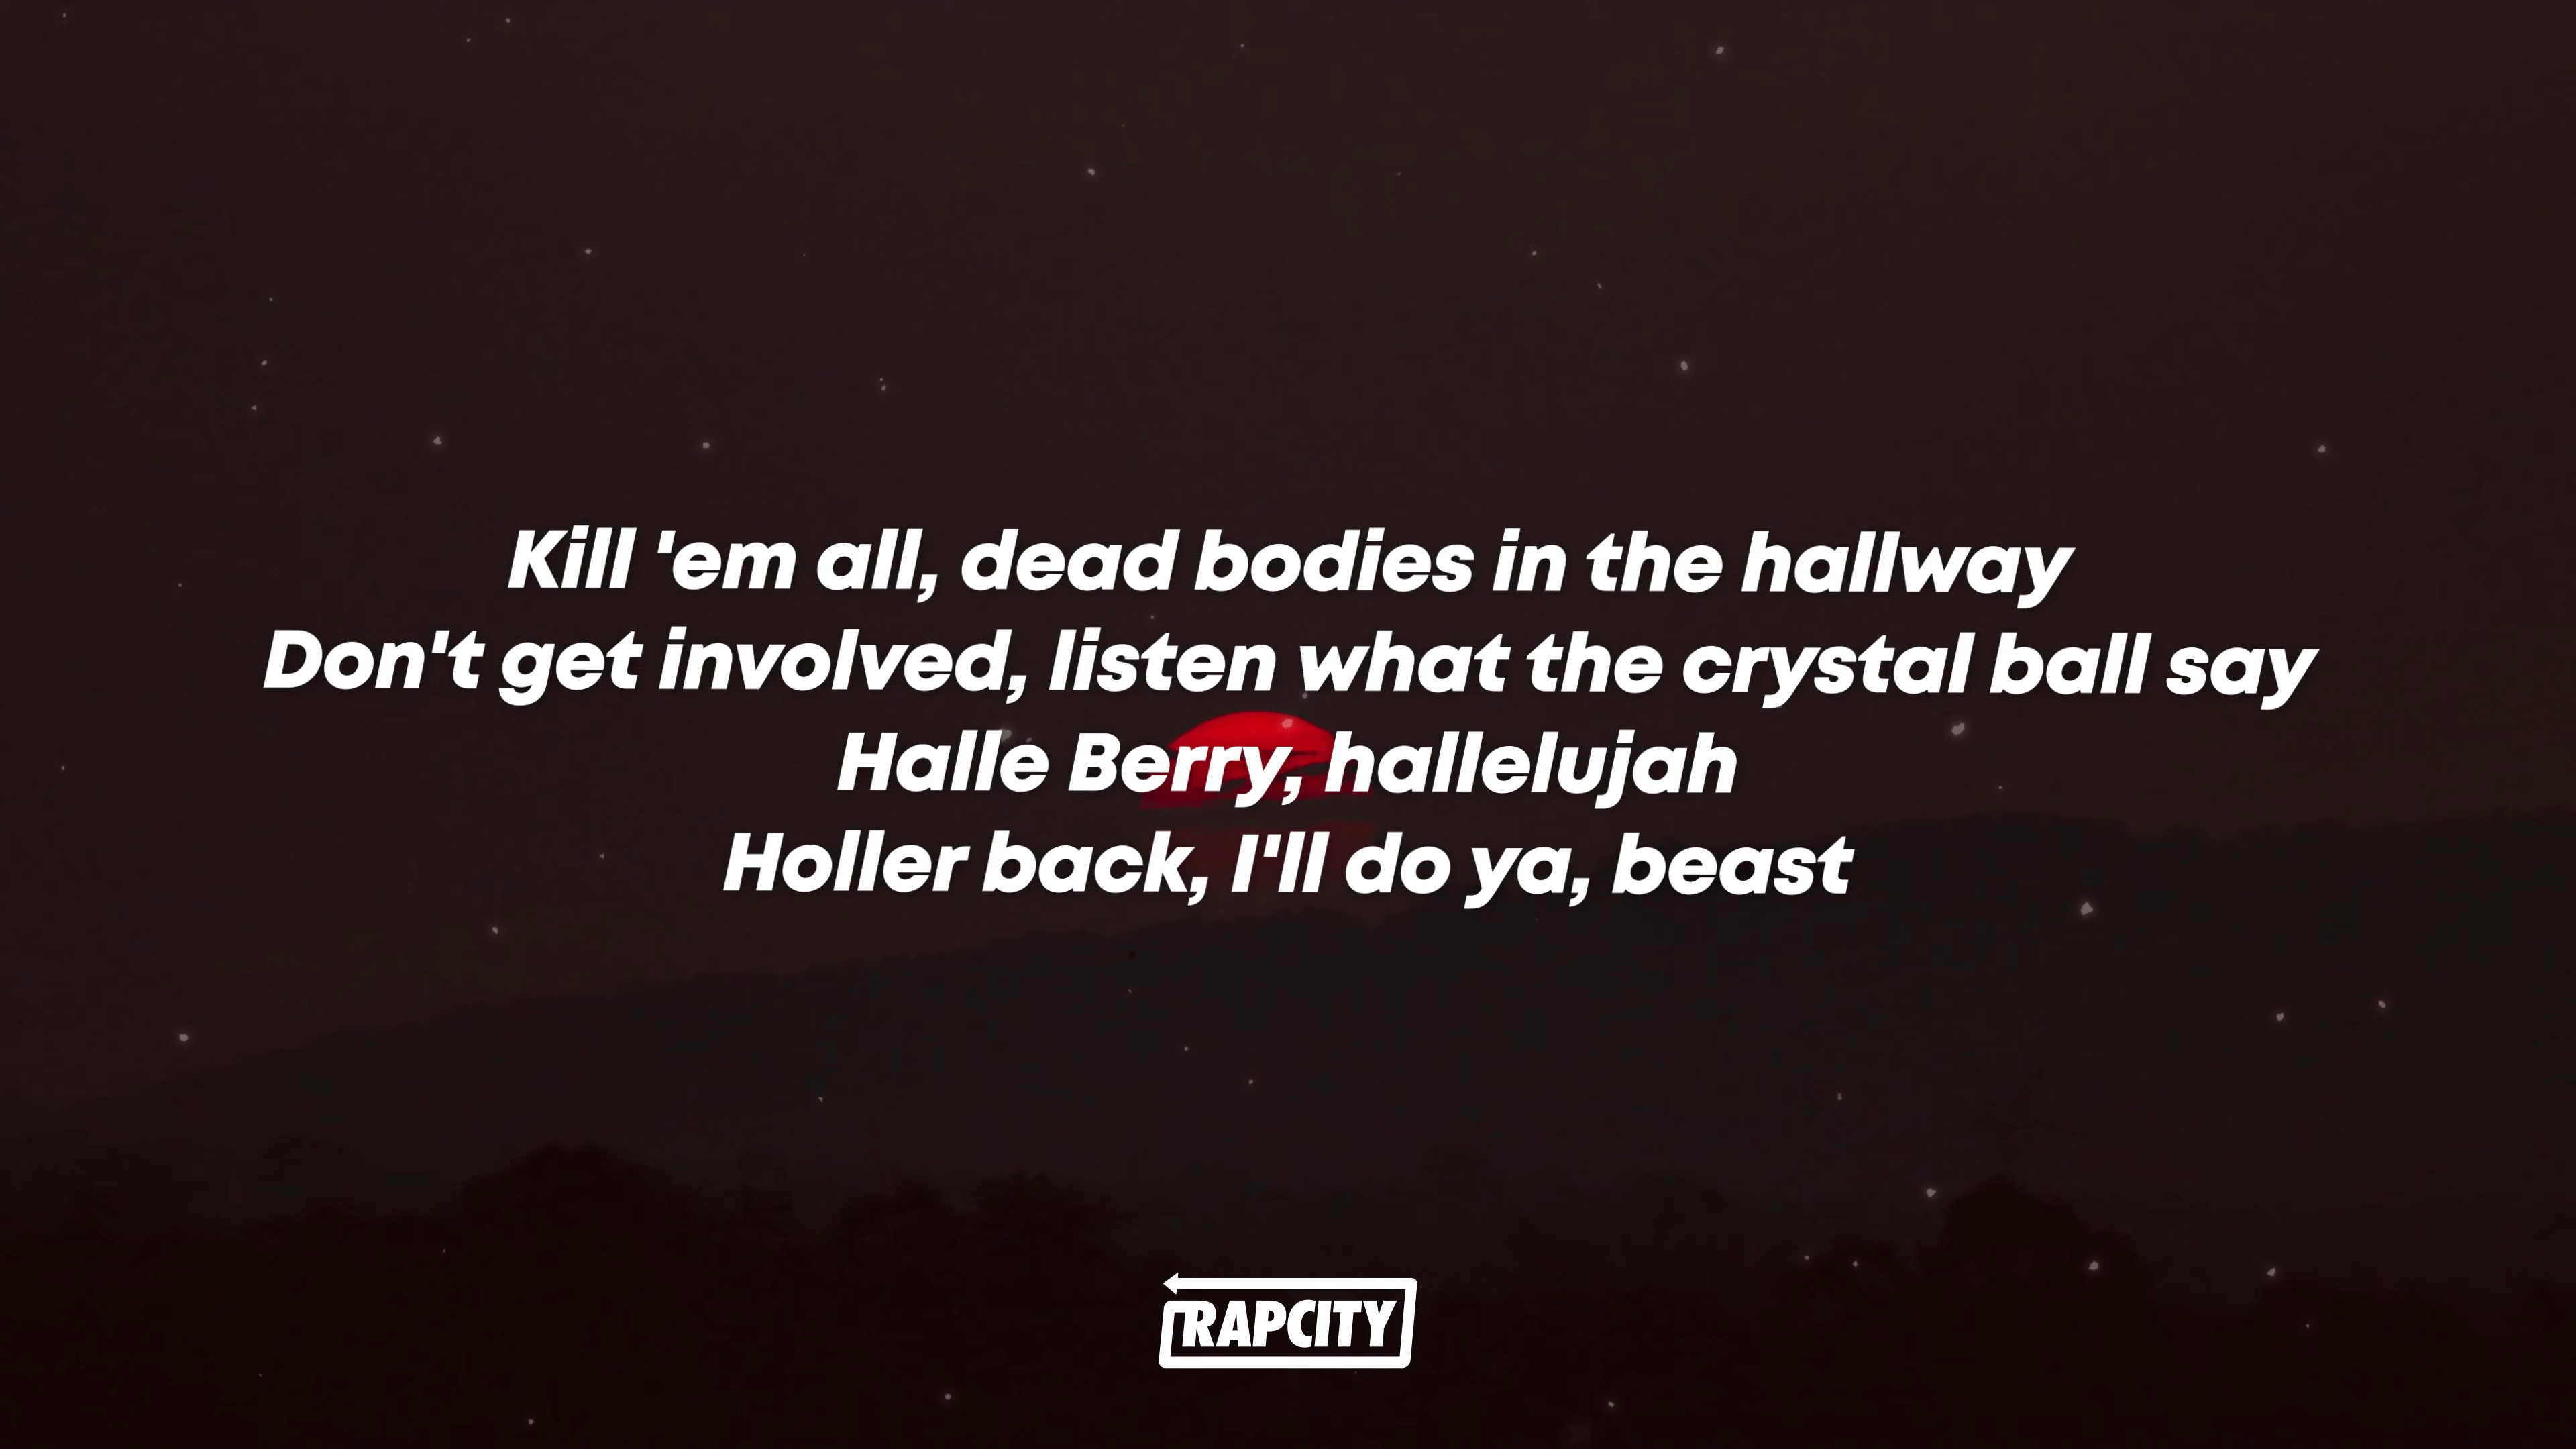 Kill 'em all, dead bodies in the hallway
Don't get involved, listen what the crystal ball say
Halle Berry, hallelujah
Holler back, I'll do ya, beast
RAPCITY